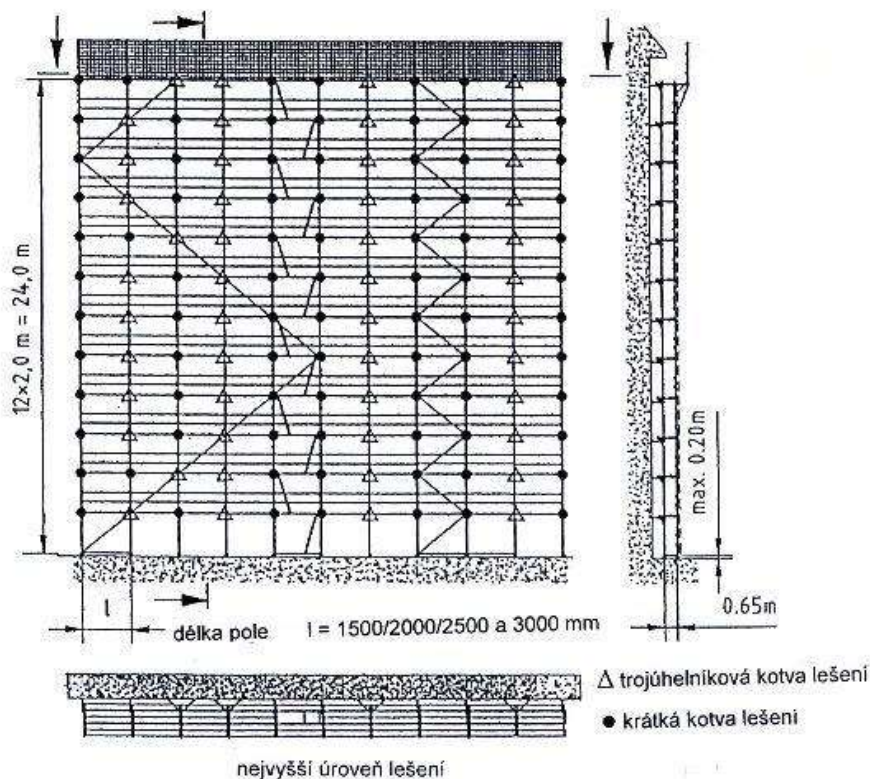 12×2,0 m = 24,0 m
max. 0.20m
0.65m
l
délka pole l = 1500/2000/2500 a 3000 mm
△ trojúhelníková kotva lešení
● krátká kotva lešení
nejvyšší úroveň lešení